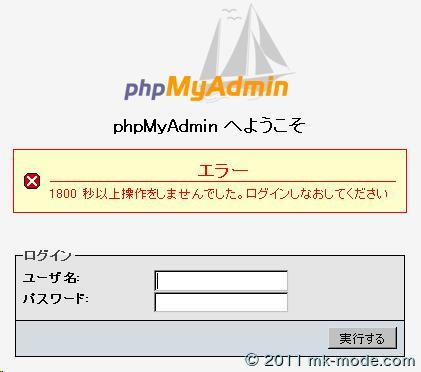 phpMyAdmin
phpMyAdmin へようこそ
エラー
1800 秒以上操作をしませんでした。ログインしなおしてください
ログイン
ユーザ名:
パスワード:
実行する
© 2011 mk-mode.com